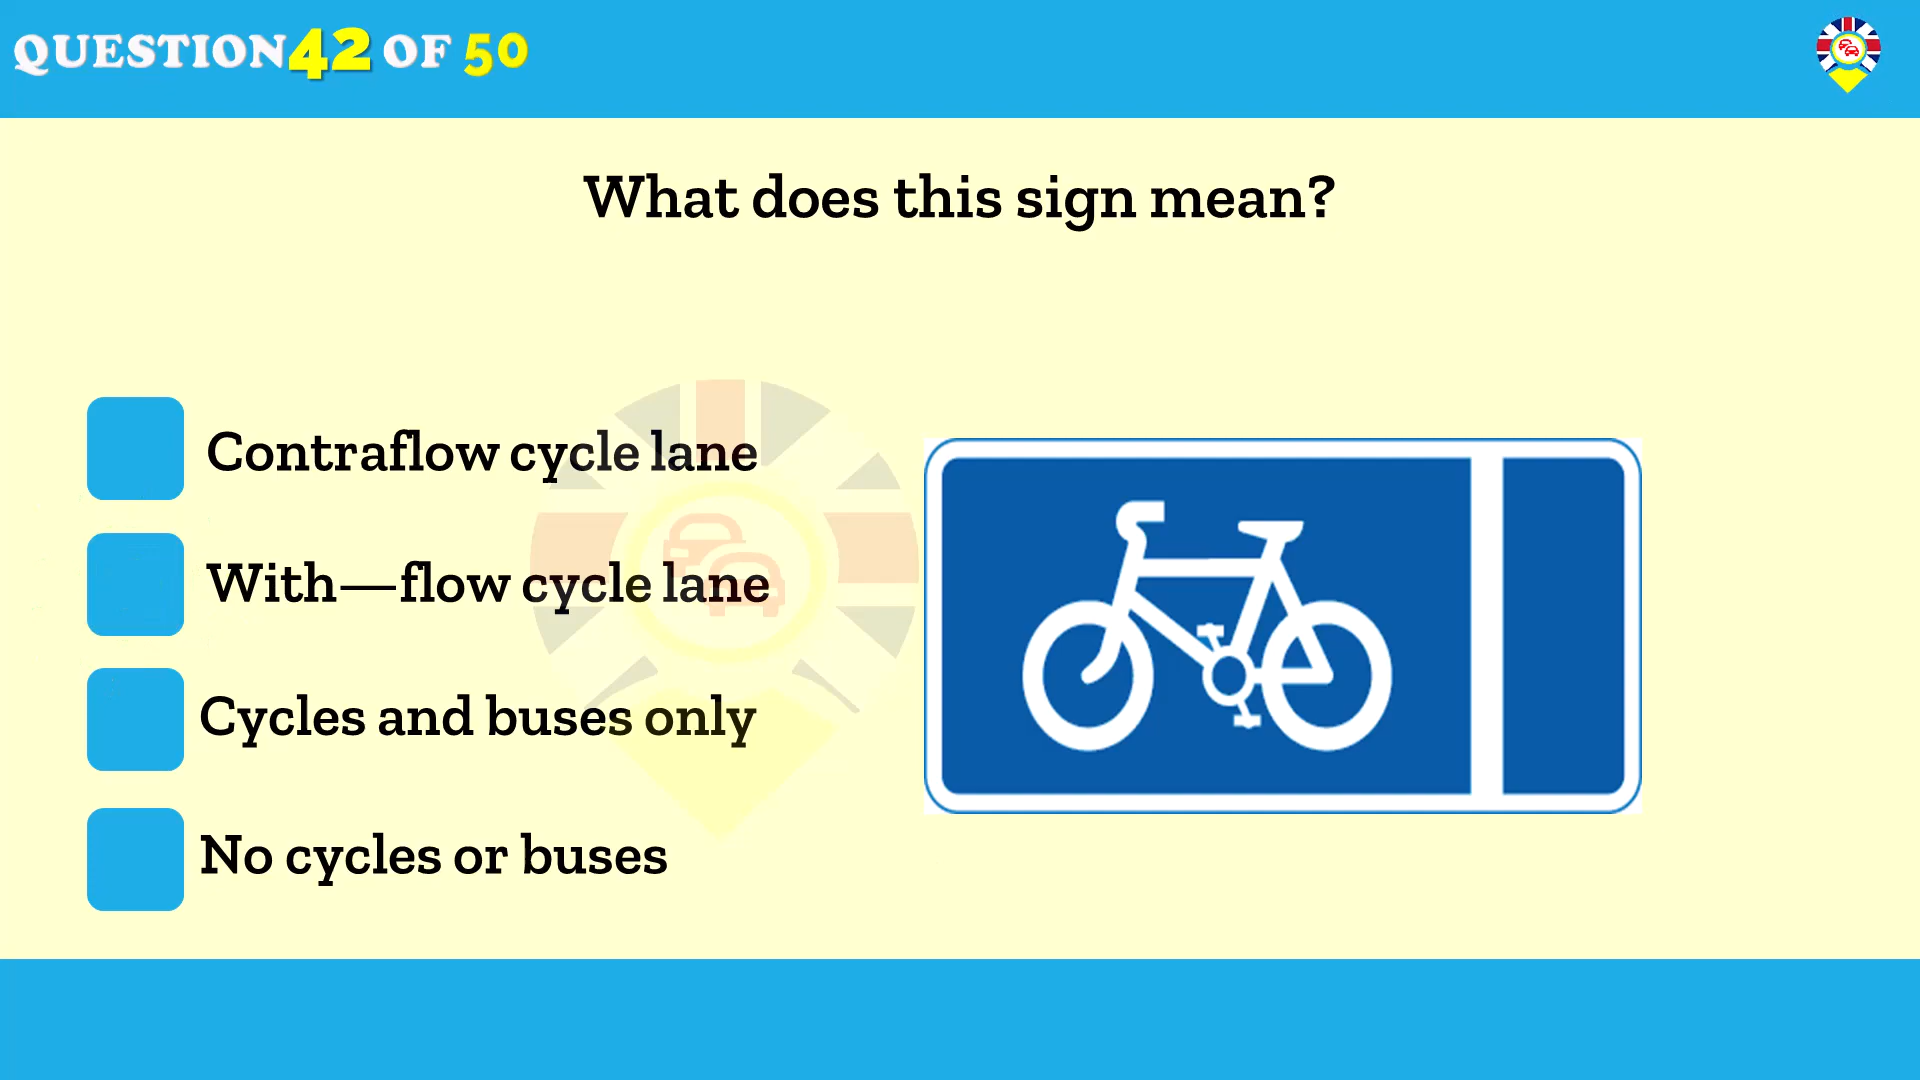 QUESTION 42 OF 50
What does this sign mean?
Contraflow cycle lane
With—flow cycle lane
Cycles and buses only
No cycles or buses